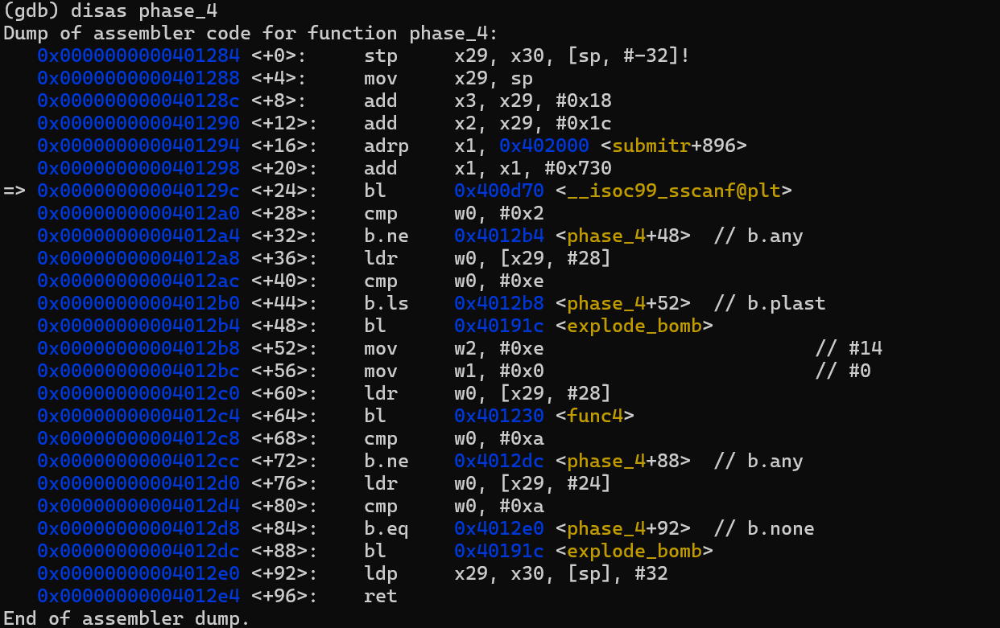 (gdb) disas phase_4
Dump of assembler code for function phase_4:
   0x0000000000401284 <+0>:	stp	x29, x30, [sp, #-32]!
   0x0000000000401288 <+4>:	mov	x29, sp
   0x000000000040128c <+8>:	add	x3, x29, #0x18
   0x0000000000401290 <+12>:	add	x2, x29, #0x1c
   0x0000000000401294 <+16>:	adrp	x1, 0x402000 <submitr+896>
   0x0000000000401298 <+20>:	add	x1, x1, #0x730
=> 0x000000000040129c <+24>:	bl	0x400d70 <__isoc99_sscanf@plt>
   0x00000000004012a0 <+28>:	cmp	w0, #0x2
   0x00000000004012a4 <+32>:	b.ne	0x4012b4 <phase_4+48>  // b.any
   0x00000000004012a8 <+36>:	ldr	w0, [x29, #28]
   0x00000000004012ac <+40>:	cmp	w0, #0xe
   0x00000000004012b0 <+44>:	b.ls	0x4012b8 <phase_4+52>  // b.plast
   0x00000000004012b4 <+48>:	bl	0x40191c <explode_bomb>
   0x00000000004012b8 <+52>:	mov	w2, #0xe                   	// #14
   0x00000000004012bc <+56>:	mov	w1, #0x0                   	// #0
   0x00000000004012c0 <+60>:	ldr	w0, [x29, #28]
   0x00000000004012c4 <+64>:	bl	0x401230 <func4>
   0x00000000004012c8 <+68>:	cmp	w0, #0xa
   0x00000000004012cc <+72>:	b.ne	0x4012dc <phase_4+88>  // b.any
   0x00000000004012d0 <+76>:	ldr	w0, [x29, #24]
   0x00000000004012d4 <+80>:	cmp	w0, #0xa
   0x00000000004012d8 <+84>:	b.eq	0x4012e0 <phase_4+92>  // b.none
   0x00000000004012dc <+88>:	bl	0x40191c <explode_bomb>
   0x00000000004012e0 <+92>:	ldp	x29, x30, [sp], #32
   0x00000000004012e4 <+96>:	ret
End of assembler dump.